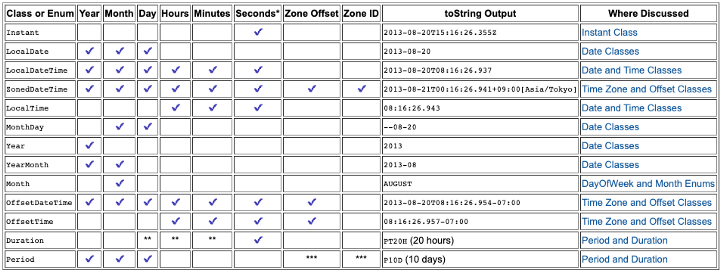 Class or Enum Year Month Day Hours Minutes Seconds* Zone Offset Zone ID toString Output Where Discussed
Instant ✔ 2013-08-20T15:16:26.355Z Instant Class
LocalDate ✔ ✔ ✔ 2013-08-20 Date Classes
LocalDateTime ✔ ✔ ✔ ✔ ✔ ✔ 2013-08-20T08:16:26.937 Date and Time Classes
ZonedDateTime ✔ ✔ ✔ ✔ ✔ ✔ ✔ ✔ 2013-08-21T00:16:26.941+09:00[Asia/Tokyo] Time Zone and Offset Classes
LocalTime ✔ ✔ ✔ 08:16:26.943 Date and Time Classes
MonthDay ✔ ✔ --08-20 Date Classes
Year ✔ 2013 Date Classes
YearMonth ✔ ✔ 2013-08 Date Classes
Month ✔ AUGUST DayOfWeek and Month Enums
OffsetDateTime ✔ ✔ ✔ ✔ ✔ ✔ ✔ 2013-08-20T08:16:26.954-07:00 Time Zone and Offset Classes
OffsetTime ✔ ✔ ✔ ✔ 08:16:26.957-07:00 Time Zone and Offset Classes
Duration ** ** ** ✔ PT20H (20 hours) Period and Duration
Period ✔ ✔ ✔ *** *** P10D (10 days) Period and Duration